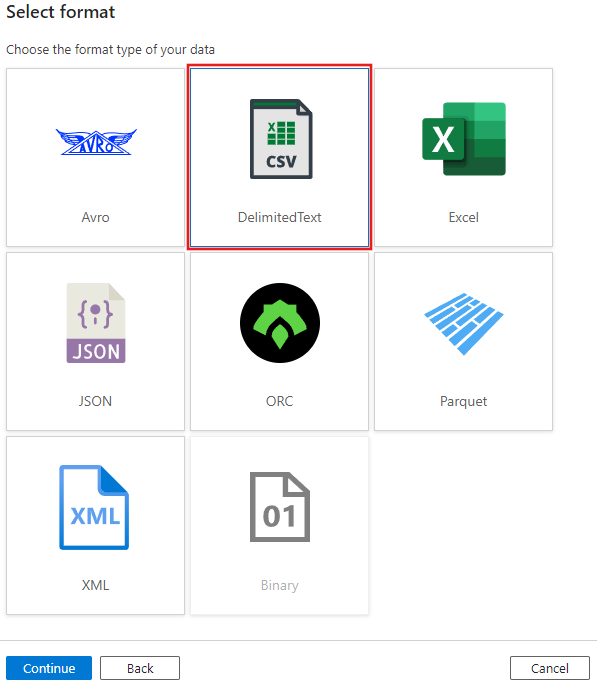 Select format
Choose the format type of your data
AVRO
CSV
X
Avro
DelimitedText
Excel
{ }
JSON
JSON
ORC
Parquet
XML
01
XML
Binary
Continue
Back
Cancel